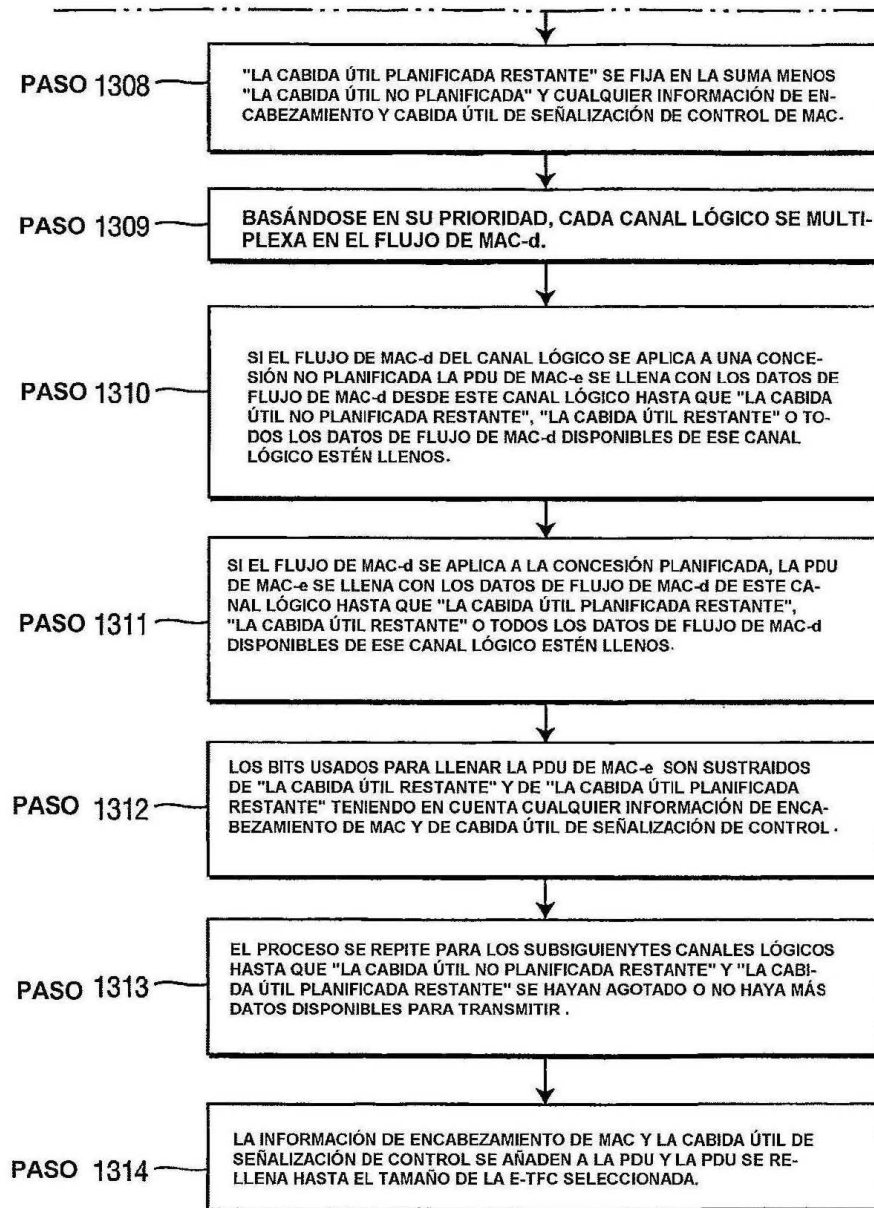 PASO 1308
"LA CABIDA ÚTIL PLANIFICADA RESTANTE" SE FIJA EN LA SUMA MENOS
"LA CABIDA ÚTIL NO PLANIFICADA" Y CUALQUIER INFORMACIÓN DE EN-
CABEZAMIENTO Y CABIDA ÚTIL DE SEÑALIZACIÓN DE CONTROL DE MAC-
PASO 1309
BASÁNDOSE EN SU PRIORIDAD, CADA CANAL LÓGICO SE MULTI-
PLEXA EN EL FLUJO DE MAC-d.
PASO 1310
SI EL FLUJO DE MAC-d DEL CANAL LÓGICO SE APLICA A UNA CONCE-
SIÓN NO PLANIFICADA LA PDU DE MAC-e SE LLENA CON LOS DATOS DE
FLUJO DE MAC-d DESDE ESTE CANAL LÓGICO HASTA QUE "LA CABIDA
ÚTIL NO PLANIFICADA RESTANTE", "LA CABIDA ÚTIL RESTANTE" O TO-
DOS LOS DATOS DE FLUJO DE MAC-d DISPONIBLES DE ESE CANAL
LÓGICO ESTÉN LLENOS.
PASO 1311
SI EL FLUJO DE MAC-d SE APLICA A LA CONCESIÓN PLANIFICADA, LA PDU
DE MAC-e SE LLENA CON LOS DATOS DE FLUJO DE MAC-d DE ESTE CA-
NAL LÓGICO HASTA QUE "LA CABIDA ÚTIL PLANIFICADA RESTANTE",
"LA CABIDA ÚTIL RESTANTE" O TODOS LOS DATOS DE FLUJO DE MAC-d
DISPONIBLES DE ESE CANAL LÓGICO ESTÉN LLENOS.
PASO 1312
LOS BITS USADOS PARA LLENAR LA PDU DE MAC-e SON SUSTRAIDOS
DE "LA CABIDA ÚTIL RESTANTE" Y DE "LA CABIDA ÚTIL PLANIFICADA
RESTANTE" TENIENDO EN CUENTA CUALQUIER INFORMACIÓN DE ENCA-
BEZAMIENTO DE MAC Y DE CABIDA ÚTIL DE SEÑALIZACIÓN DE CONTROL .
PASO 1313
EL PROCESO SE REPITE PARA LOS SUBSIGUIENYTES CANALES LÓGICOS
HASTA QUE "LA CABIDA ÚTIL NO PLANIFICADA RESTANTE" Y "LA CABI-
DA ÚTIL PLANIFICADA RESTANTE" SE HAYAN AGOTADO O NO HAYA MÁS
DATOS DISPONIBLES PARA TRANSMITIR .
PASO 1314
LA INFORMACIÓN DE ENCABEZAMIENTO DE MAC Y LA CABIDA ÚTIL DE
SEÑALIZACIÓN DE CONTROL SE AÑADEN A LA PDU Y LA PDU SE RE-
LLENA HASTA EL TAMAÑO DE LA E-TFC SELECCIONADA.